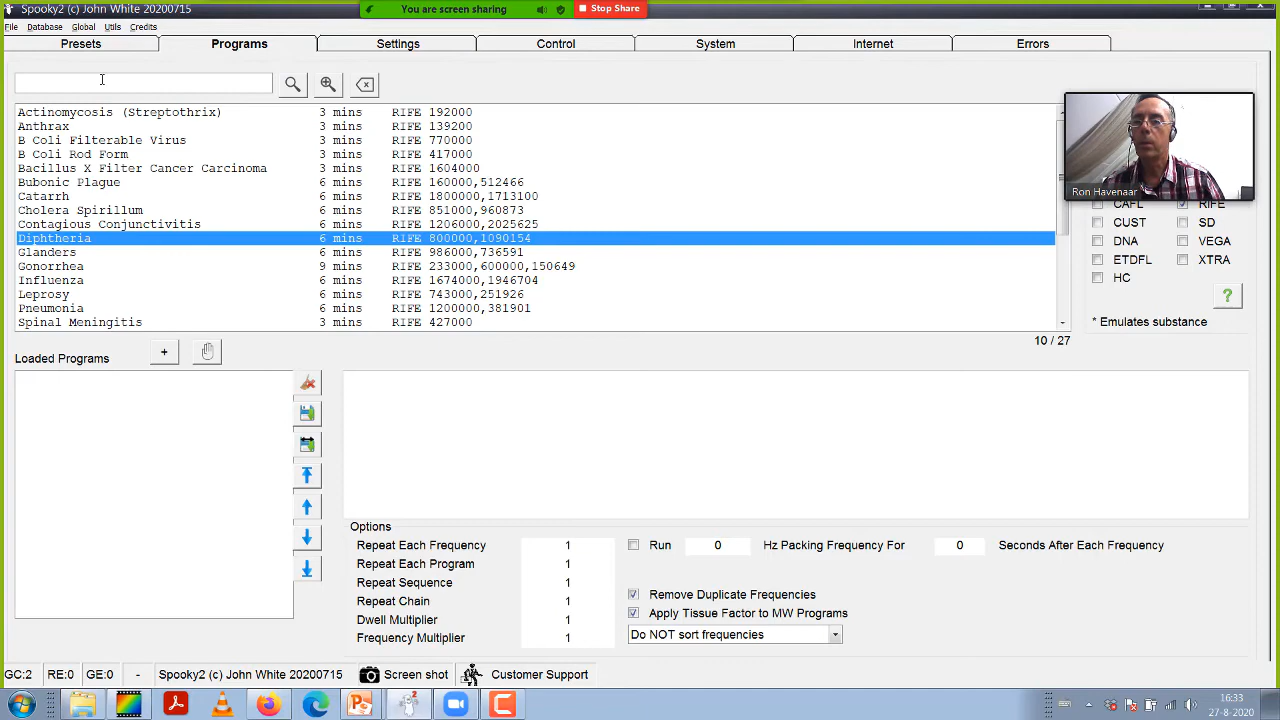 Spooky2 (c) John White 20200715
You are screen sharing
Stop Share
File Database Global Utils Credits
Presets Programs Settings Control System Internet Errors
Actinomycosis (Streptothrix) 3 mins RIFE 192000
Anthrax 3 mins RIFE 139200
B Coli Filterable Virus 3 mins RIFE 770000
B Coli Rod Form 3 mins RIFE 417000
Bacillus X Filter Cancer Carcinoma 3 mins RIFE 1604000
Bubonic Plague 6 mins RIFE 160000,512466
Catarrh 6 mins RIFE 1800000,1713100
Cholera Spirillum 6 mins RIFE 851000,960873
Contagious Conjunctivitis 6 mins RIFE 1206000,2025625
Diphtheria 6 mins RIFE 800000,1090154
Glanders 6 mins RIFE 986000,736591
Gonorrhea 9 mins RIFE 233000,600000,150649
Influenza 6 mins RIFE 1674000,1946704
Leprosy 6 mins RIFE 743000,251926
Pneumonia 6 mins RIFE 1200000,381901
Spinal Meningitis 3 mins RIFE 427000
Ron Havenaar
CAFL RIFE
CUST SD
DNA VEGA
ETDFL XTRA
HC
?
* Emulates substance
10 / 27
Loaded Programs +
Options
Repeat Each Frequency 1 Run 0 Hz Packing Frequency For 0 Seconds After Each Frequency
Repeat Each Program 1
Repeat Sequence 1
Remove Duplicate Frequencies
Repeat Chain 1
Apply Tissue Factor to MW Programs
Dwell Multiplier 1
Do NOT sort frequencies
Frequency Multiplier 1
GC:2 RE:0 GE:0 - Spooky2 (c) John White 20200715 Screen shot Customer Support
16:33
27-8-2020